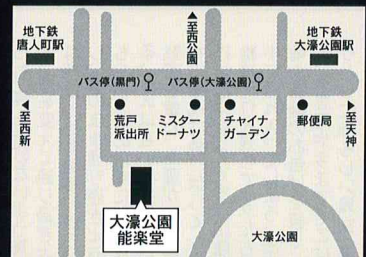 地下鉄
唐人町駅
▲至西公園
地下鉄
大濠公園駅
バス停(黒門)
バス停(大濠公園)
◀至西新
荒戸
派出所
ミスター
ドーナツ
チャイナ
ガーデン
郵便局
▶至天神
大濠公園
能楽堂
大濠公園